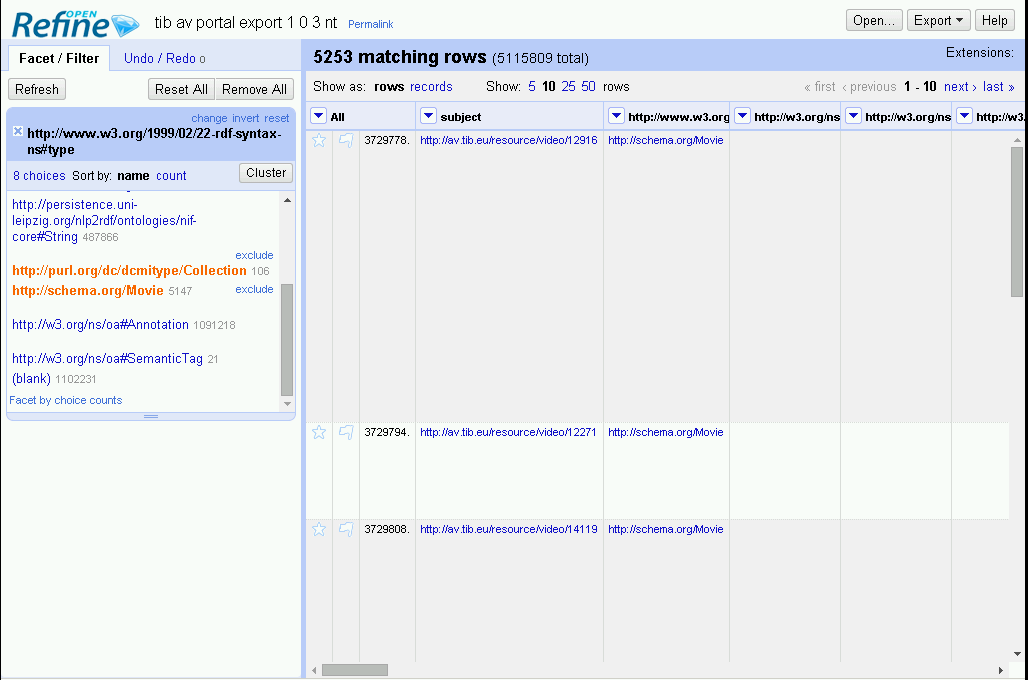 OPEN
Refine
tib av portal export 1 0 3 nt Permalink
Open... Export Help
Facet / Filter Undo / Redo 0
5253 matching rows (5115809 total)
Extensions:
Refresh Reset All Remove All
Show as: rows records Show: 5 10 25 50 rows
« first ‹ previous 1 - 10 next › last »
change invert reset
http://www.w3.org/1999/02/22-rdf-syntax-
ns#type
8 choices Sort by: name count Cluster
http://persistence.uni-
leipzig.org/nlp2rdf/ontologies/nif-
core#String 487866
exclude
http://purl.org/dc/dcmitype/Collection 106
http://schema.org/Movie 5147 exclude
http://w3.org/ns/oa#Annotation 1091218
http://w3.org/ns/oa#SemanticTag 21
(blank) 1102231
Facet by choice counts
All subject http://www.w3.org http://w3.org/ns http://w3.org/ns http://w3.
3729778. http://av.tib.eu/resource/video/12916 http://schema.org/Movie
3729794. http://av.tib.eu/resource/video/12271 http://schema.org/Movie
3729808. http://av.tib.eu/resource/video/14119 http://schema.org/Movie